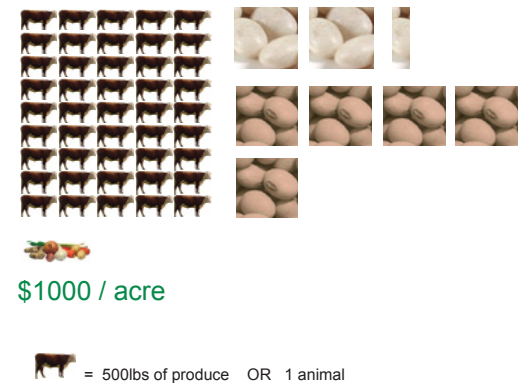 $1000 / acre
= 500lbs of produce OR 1 animal